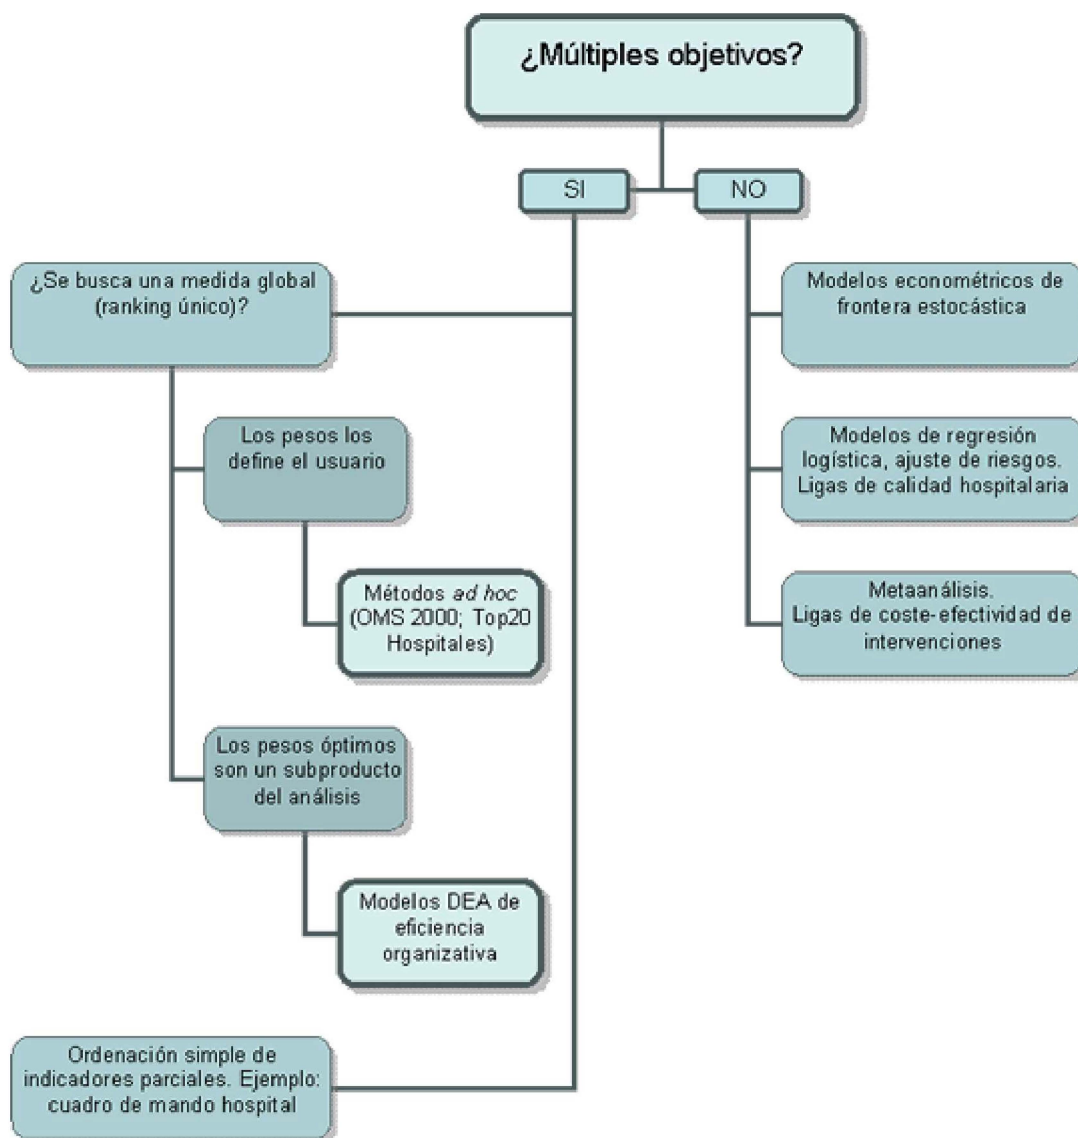 ¿Múltiples objetivos?
SI
NO
¿Se busca una medida global
(ranking único)?
Los pesos los
define el usuario
Métodos ad hoc
(OMS 2000; Top20
Hospitales)
Los pesos óptimos
son un subproducto
del análisis
Modelos DEA de
eficiencia
organizativa
Ordenación simple de
indicadores parciales. Ejemplo:
cuadro de mando hospital
Modelos econométricos de
frontera estocástica
Modelos de regresión
logística, ajuste de riesgos.
Ligas de calidad hospitalaria
Metaanálisis.
Ligas de coste-efectividad de
intervenciones